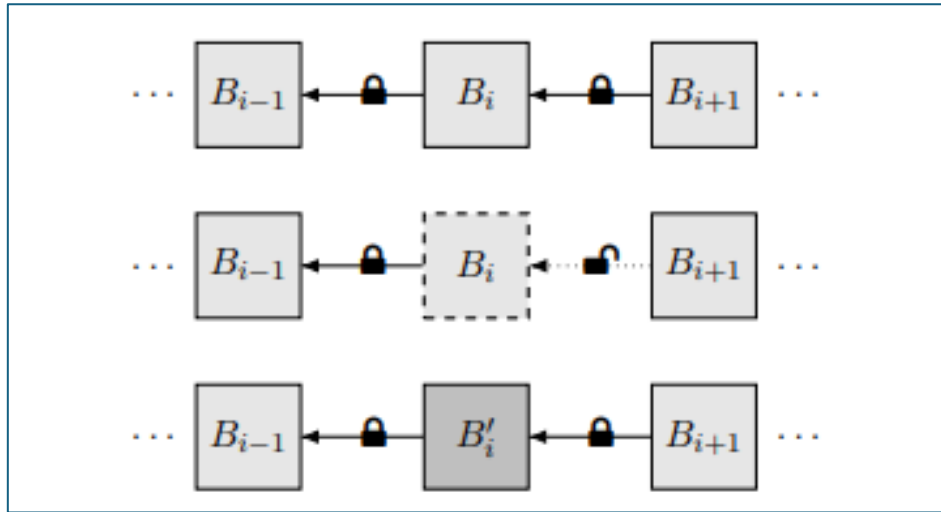 ··· B_{i−1} B_i B_{i+1} ···
··· B_{i−1} B_i B_{i+1} ···
··· B_{i−1} B′_i B_{i+1} ···